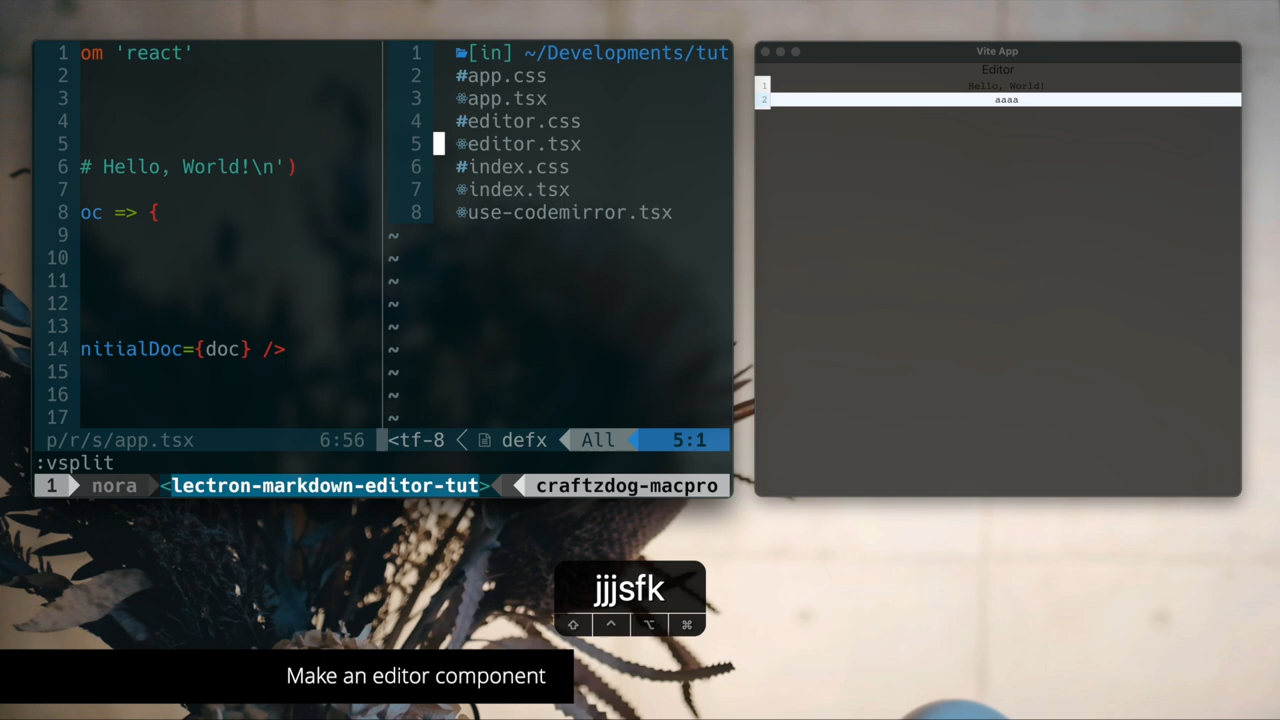 1 om 'react'
2
3
4
5
6 # Hello, World!\n')
7
8 oc => {
9
10
11
12
13
14 nitialDoc={doc} />
15
16
17
p/r/s/app.tsx 6:56
1 [in] ~/Developments/tut
2 #app.css
3 app.tsx
4 #editor.css
5 editor.tsx
6 #index.css
7 index.tsx
8 use-codemirror.tsx
~
~
~
~
~
~
~
~
~
<tf-8 defx All 5:1
:vsplit
1 nora <lectron-markdown-editor-tut> craftzdog-macpro
Vite App
Editor
1 Hello, World!
2 aaaa
jjjsfk
⇧ ^ ⌥ ⌘
Make an editor component